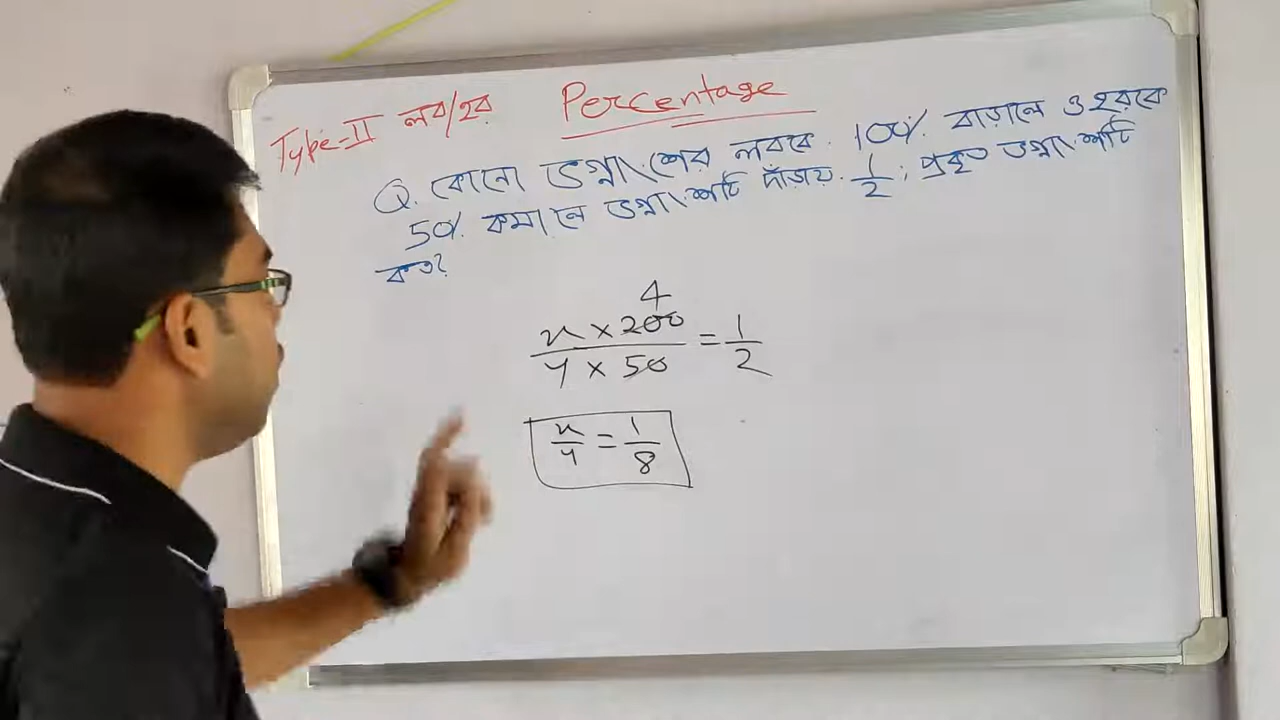 Percentage
Type-II লব/হর
Q. কোনো ভগ্নাংশের লবকে 100% বাড়ালে ও হরকে
50% কমালে ভগ্নাংশটি দাঁড়ায় 1/2; প্রকৃত ভগ্নাংশটি
কত?
4
x × 200 / y × 50 = 1/2
x/y = 1/8